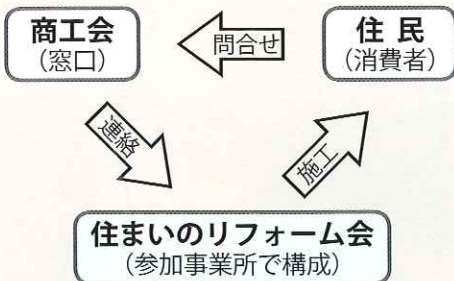 商工会
(窓口)
問合せ
住民
(消費者)
連絡
施工
住まいのリフォーム会
(参加事業所で構成)